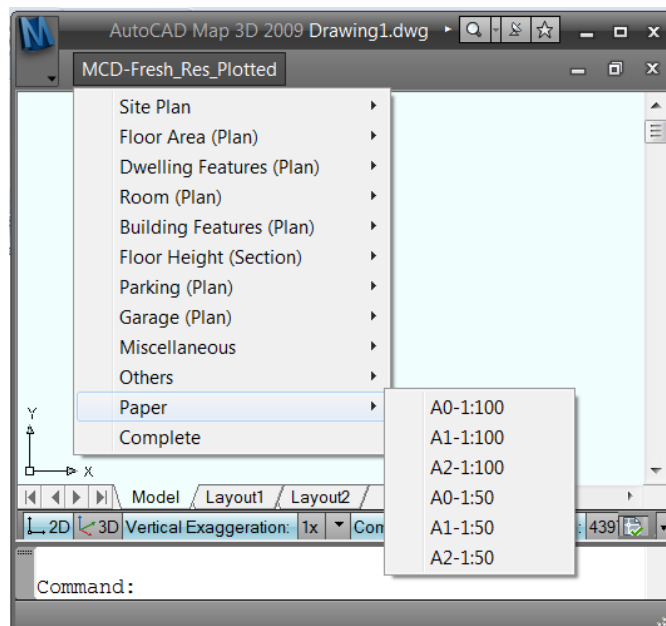 AutoCAD Map 3D 2009 Drawing1.dwg
MCD-Fresh_Res_Plotted
Site Plan
Floor Area (Plan)
Dwelling Features (Plan)
Room (Plan)
Building Features (Plan)
Floor Height (Section)
Parking (Plan)
Garage (Plan)
Miscellaneous
Others
Paper
Complete
A0-1:100
A1-1:100
A2-1:100
A0-1:50
A1-1:50
A2-1:50
Y
X
Model Layout1 Layout2
2D 3D Vertical Exaggeration: 1x Con : 439
Command: